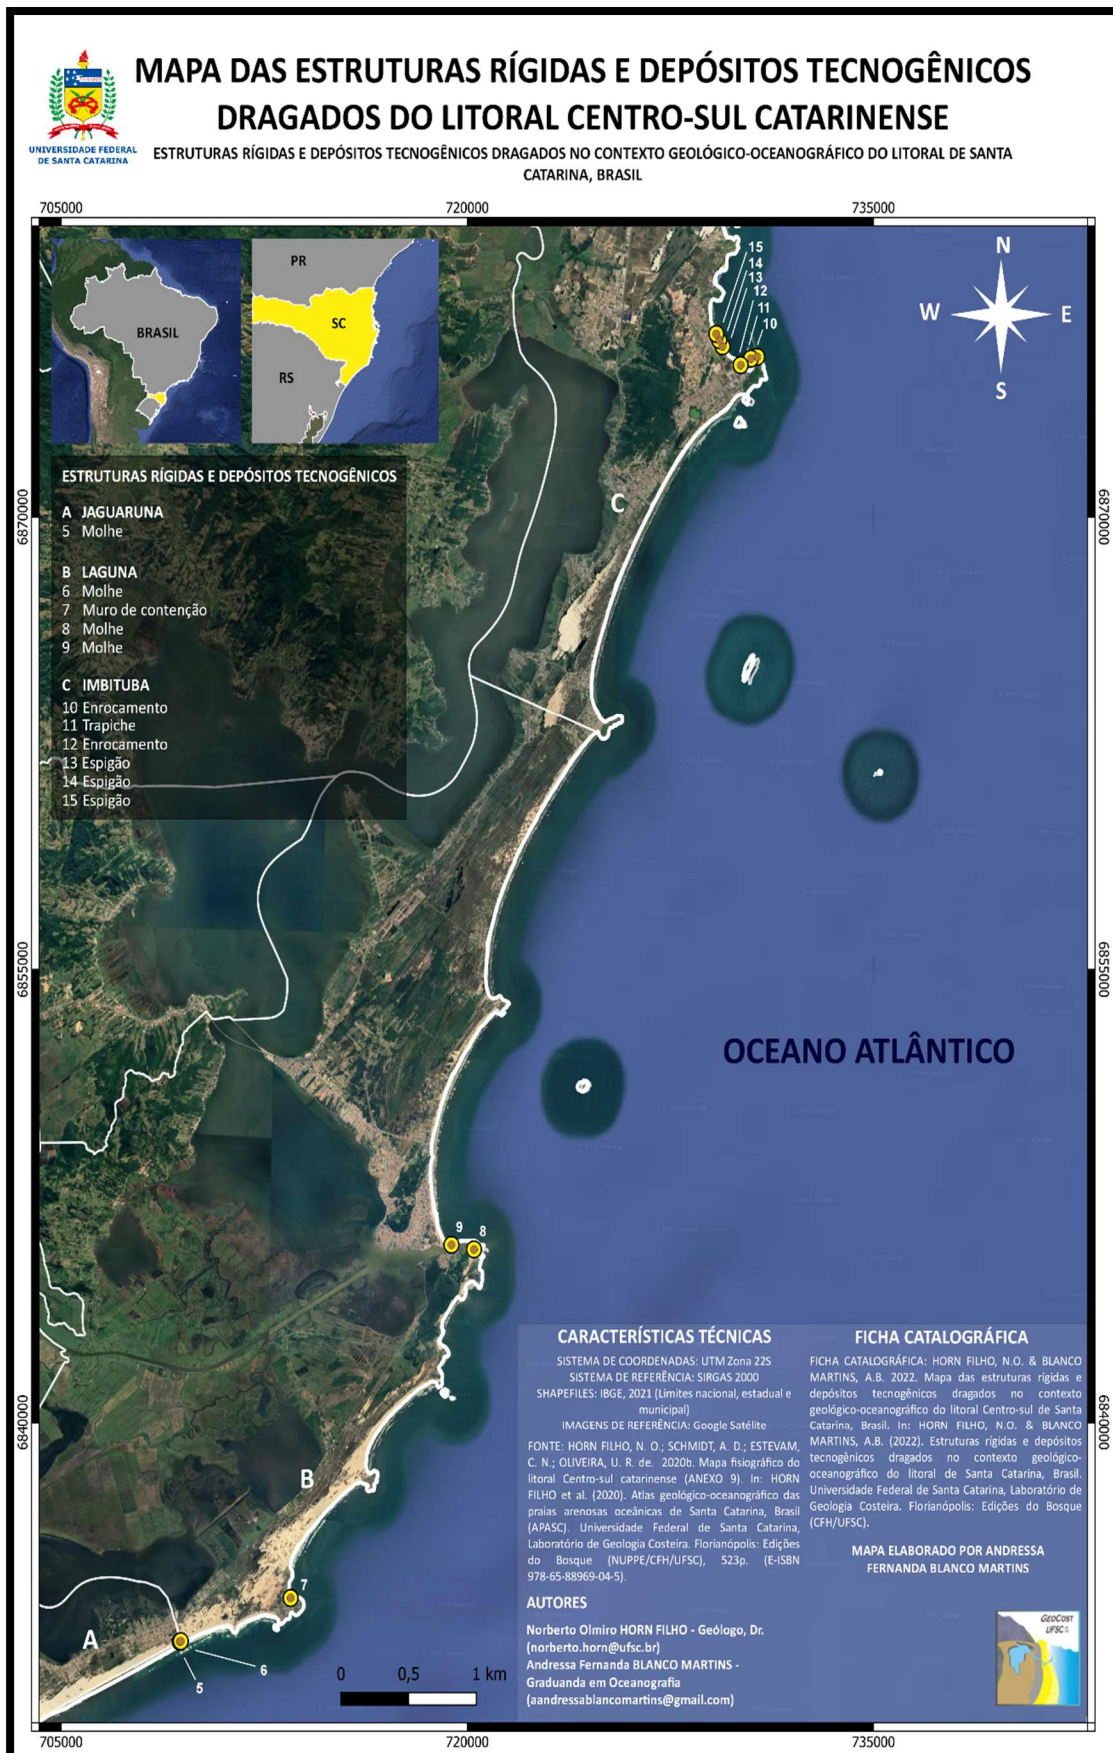 MAPA DAS ESTRUTURAS RÍGIDAS E DEPÓSITOS TECNOGÊNICOS
DRAGADOS DO LITORAL CENTRO-SUL CATARINENSE
UNIVERSIDADE FEDERAL
DE SANTA CATARINA
ESTRUTURAS RÍGIDAS E DEPÓSITOS TECNOGÊNICOS DRAGADOS NO CONTEXTO GEOLÓGICO-OCEANOGRÁFICO DO LITORAL DE SANTA
CATARINA, BRASIL
705000
720000
735000
BRASIL
PR
SC
RS
15
14
13
12
11
10
N
W
E
S
ESTRUTURAS RÍGIDAS E DEPÓSITOS TECNOGÊNICOS
A JAGUARUNA
5 Molhe
B LAGUNA
6 Molhe
7 Muro de contenção
8 Molhe
9 Molhe
C IMBITUBA
10 Enrocamento
11 Trapiche
12 Enrocamento
13 Espigão
14 Espigão
15 Espigão
C
6870000
6870000
6855000
6855000
OCEANO ATLÂNTICO
9
8
6840000
6840000
B
7
A
6
5
0 0,5 1 km
CARACTERÍSTICAS TÉCNICAS
SISTEMA DE COORDENADAS: UTM Zona 22S
SISTEMA DE REFERÊNCIA: SIRGAS 2000
SHAPEFILES: IBGE, 2021 (Limites nacional, estadual e
municipal)
IMAGENS DE REFERÊNCIA: Google Satélite
FONTE: HORN FILHO, N. O.; SCHMIDT, A. D.; ESTEVAM,
C. N.; OLIVEIRA, U. R. de. 2020b. Mapa fisiográfico do
litoral Centro-sul catarinense (ANEXO 9). In: HORN
FILHO et al. (2020). Atlas geológico-oceanográfico das
praias arenosas oceânicas de Santa Catarina, Brasil
(APASC). Universidade Federal de Santa Catarina,
Laboratório de Geologia Costeira. Florianópolis: Edições
do Bosque (NUPPE/CFH/UFSC), 523p. (E-ISBN
978-65-88969-04-5).
AUTORES
Norberto Olmiro HORN FILHO - Geólogo, Dr.
(norberto.horn@ufsc.br)
Andressa Fernanda BLANCO MARTINS -
Graduanda em Oceanografia
(aandressablancomartins@gmail.com)
FICHA CATALOGRÁFICA
FICHA CATALOGRÁFICA: HORN FILHO, N.O. & BLANCO
MARTINS, A.B. 2022. Mapa das estruturas rígidas e
depósitos tecnogênicos dragados no contexto
geológico-oceanográfico do litoral Centro-sul de Santa
Catarina, Brasil. In: HORN FILHO, N.O. & BLANCO
MARTINS, A.B. (2022). Estruturas rígidas e depósitos
tecnogênicos dragados no contexto geológico-
oceanográfico do litoral de Santa Catarina, Brasil.
Universidade Federal de Santa Catarina, Laboratório de
Geologia Costeira. Florianópolis: Edições do Bosque
(CFH/UFSC).
MAPA ELABORADO POR ANDRESSA
FERNANDA BLANCO MARTINS
GEOCOST
UFSC
705000
720000
735000